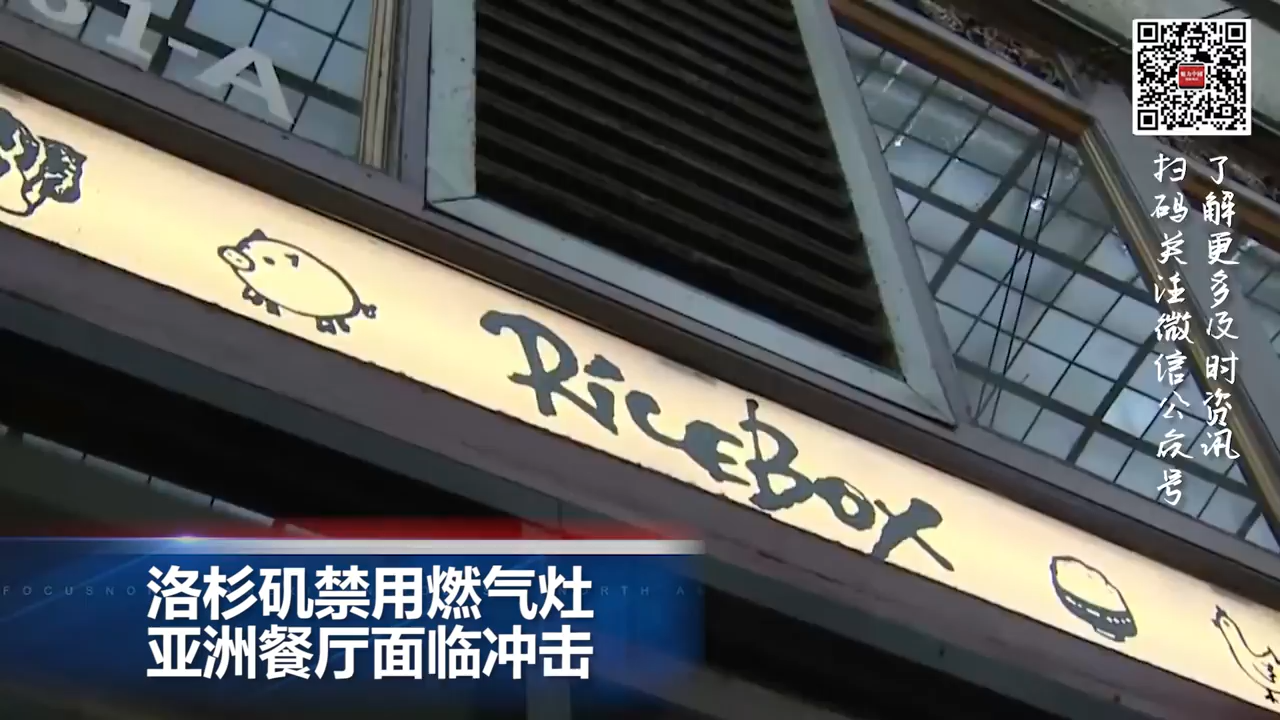 31-A
RICEBOX
了解更多及时资讯
扫码关注微信公众号
洛杉矶禁用燃气灶
亚洲餐厅面临冲击